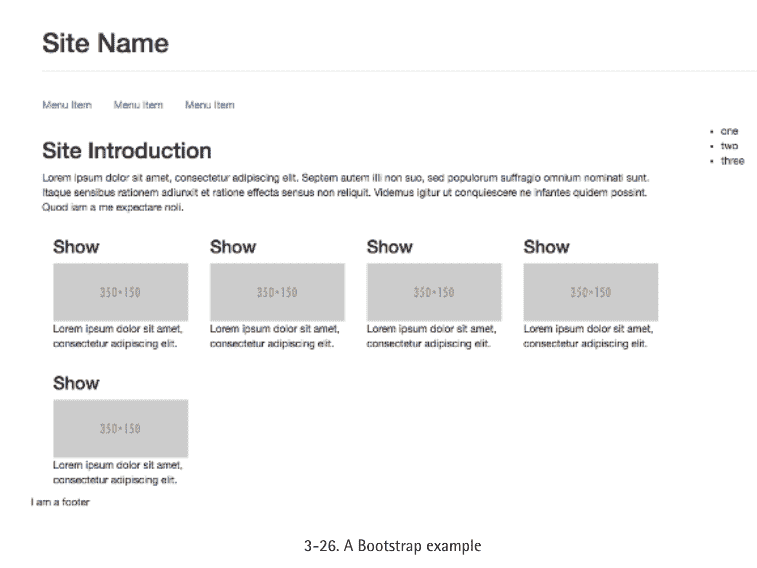 Site Name
Menu Item Menu Item Menu Item
one
two
three
Site Introduction
Lorem ipsum dolor sit amet, consectetur adipiscing elit. Septem autem illi non suo, sed populorum suffragio omnium nominati sunt.
Itaque sensibus rationem adiunxit et ratione effecta sensus non reliquit. Videmus igitur ut conquiescere ne infantes quidem possint.
Quod iam a me expectare noli.
Show Show Show Show
350×150 350×150 350×150 350×150
Lorem ipsum dolor sit amet, Lorem ipsum dolor sit amet, Lorem ipsum dolor sit amet, Lorem ipsum dolor sit amet,
consectetur adipiscing elit. consectetur adipiscing elit. consectetur adipiscing elit. consectetur adipiscing elit.
Show
350×150
Lorem ipsum dolor sit amet,
consectetur adipiscing elit.
I am a footer
3-26. A Bootstrap example